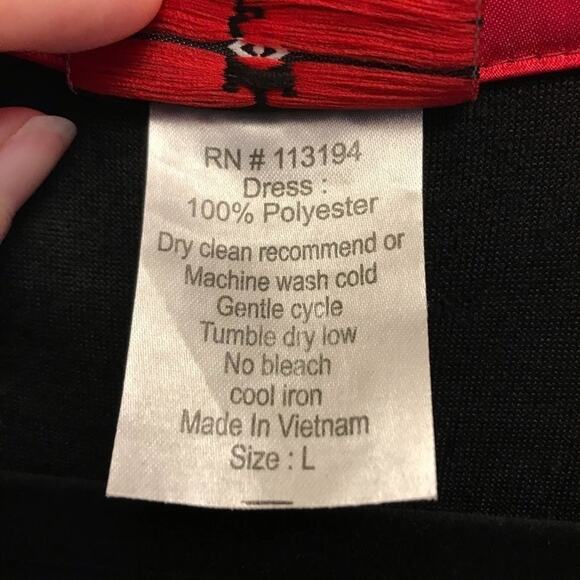 RN # 113194
Dress :
100% Polyester
Dry clean recommend or
Machine wash cold
Gentle cycle
Tumble dry low
No bleach
cool iron
Made In Vietnam
Size : L